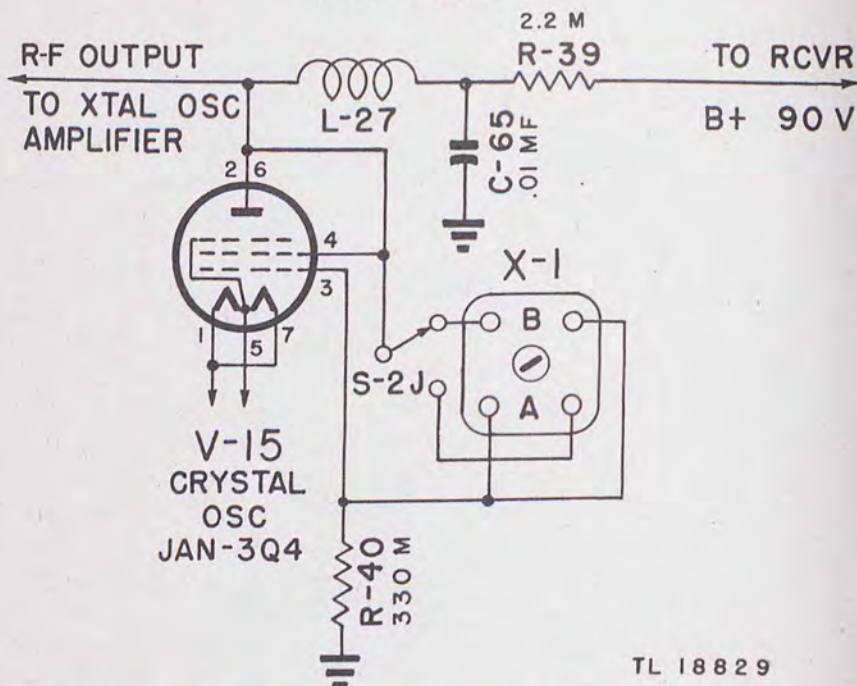 2.2 M
R-F OUTPUT
R-39
TO RCVR
TO XTAL OSC
AMPLIFIER
L-27
C-65
.01 MF
B+ 90 V
2 6
4
3
1
5
7
X-1
B
S-2J
A
V-15
CRYSTAL
OSC
JAN-3Q4
R-40
330 M
TL 18829